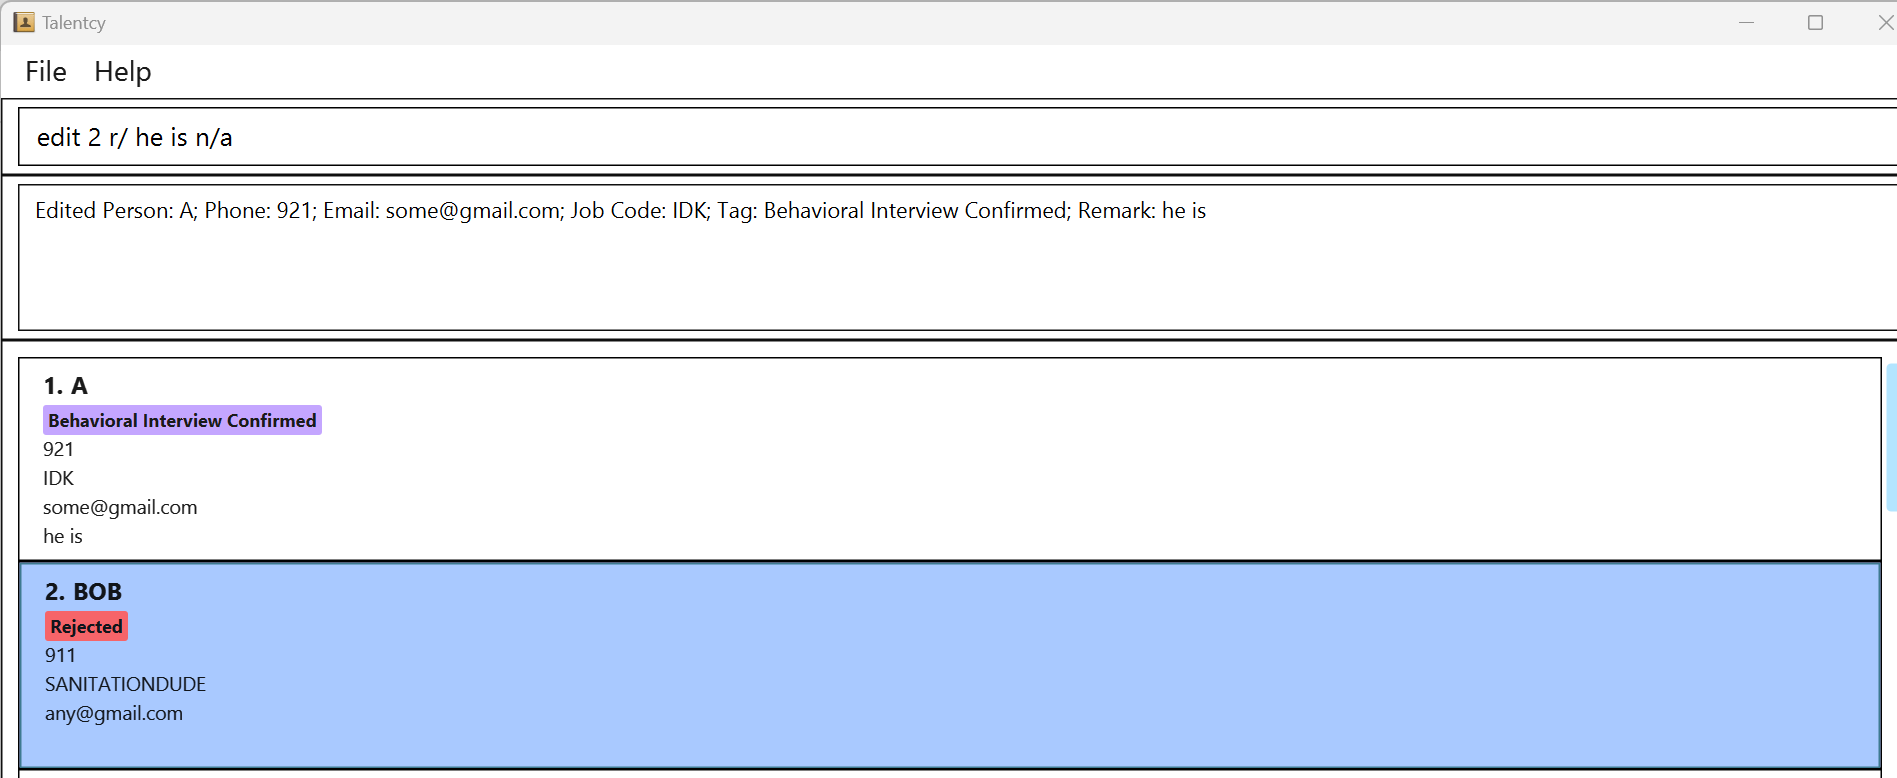 Talentcy
File Help
edit 2 r/ he is n/a
Edited Person: A; Phone: 921; Email: some@gmail.com; Job Code: IDK; Tag: Behavioral Interview Confirmed; Remark: he is
1. A
Behavioral Interview Confirmed
921
IDK
some@gmail.com
he is
2. BOB
Rejected
911
SANITATIONDUDE
any@gmail.com